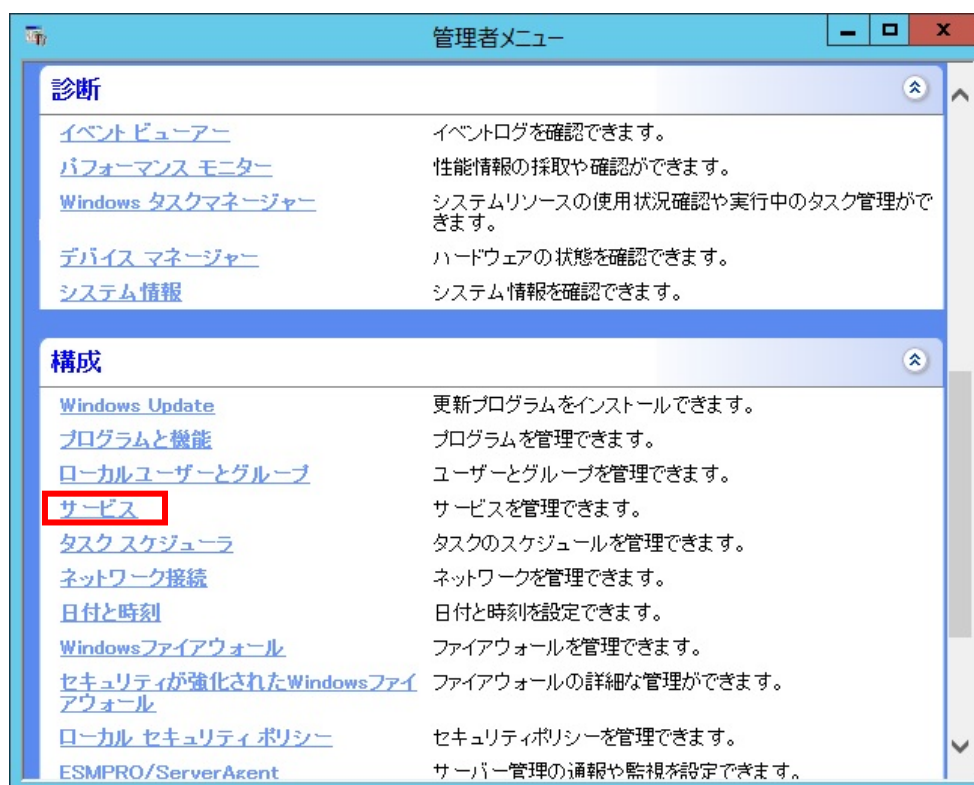 管理者メニュー
診断
イベント ビューアー イベントログを確認できます。
パフォーマンス モニター 性能情報の採取や確認ができます。
Windows タスクマネージャー システムリソースの使用状況確認や実行中のタスク管理がで
きます。
デバイス マネージャー ハードウェアの状態を確認できます。
システム情報 システム情報を確認できます。
構成
Windows Update 更新プログラムをインストールできます。
プログラムと機能 プログラムを管理できます。
ローカルユーザーとグループ ユーザーとグループを管理できます。
サービス サービスを管理できます。
タスク スケジューラ タスクのスケジュールを管理できます。
ネットワーク接続 ネットワークを管理できます。
日付と時刻 日付と時刻を設定できます。
Windowsファイアウォール ファイアウォールを管理できます。
セキュリティが強化されたWindowsファイ ファイアウォールの詳細な管理ができます。
アウォール
ローカル セキュリティ ポリシー セキュリティポリシーを管理できます。
ESMPRO/ServerAgent サーバー管理の通報や監視を設定できます。